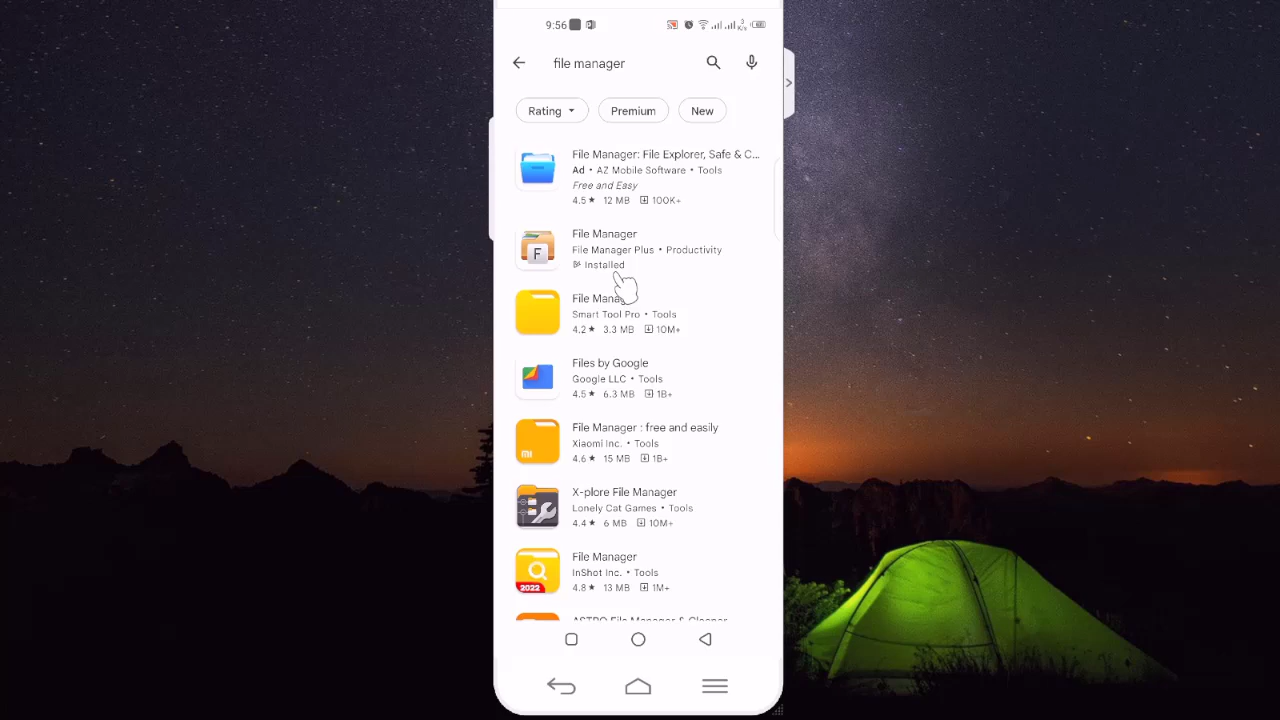 9:56
file manager
Rating
Premium
New
File Manager: File Explorer, Safe & C...
Ad • AZ Mobile Software • Tools
Free and Easy
4.5★ 12 MB 100K+
File Manager
File Manager Plus • Productivity
Installed
F
File Mana
Smart Tool Pro • Tools
4.2★ 3.3 MB 10M+
Files by Google
Google LLC • Tools
4.5★ 6.3 MB 1B+
File Manager : free and easily
Xiaomi Inc. • Tools
4.6★ 15 MB 1B+
mi
X-plore File Manager
Lonely Cat Games • Tools
4.4★ 6 MB 10M+
File Manager
InShot Inc. • Tools
4.8★ 13 MB 1M+
2022
ASTRO File Manager & Cleaner